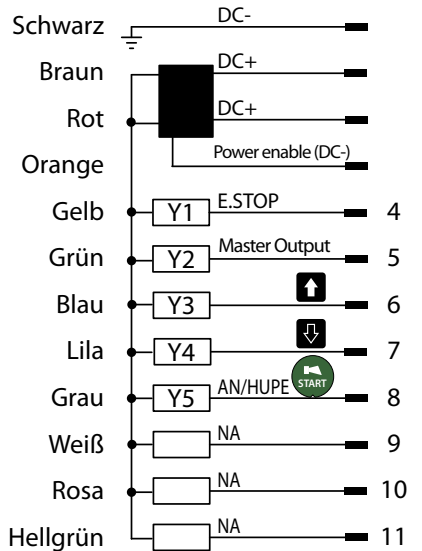 Schwarz DC-
Braun DC+
Rot DC+
Orange Power enable (DC-)
Gelb Y1 E.STOP 4
Grün Y2 Master Output 5
Blau Y3 6
Lila Y4 7
Grau Y5 AN/HUPE START 8
Weiß NA 9
Rosa NA 10
Hellgrün NA 11